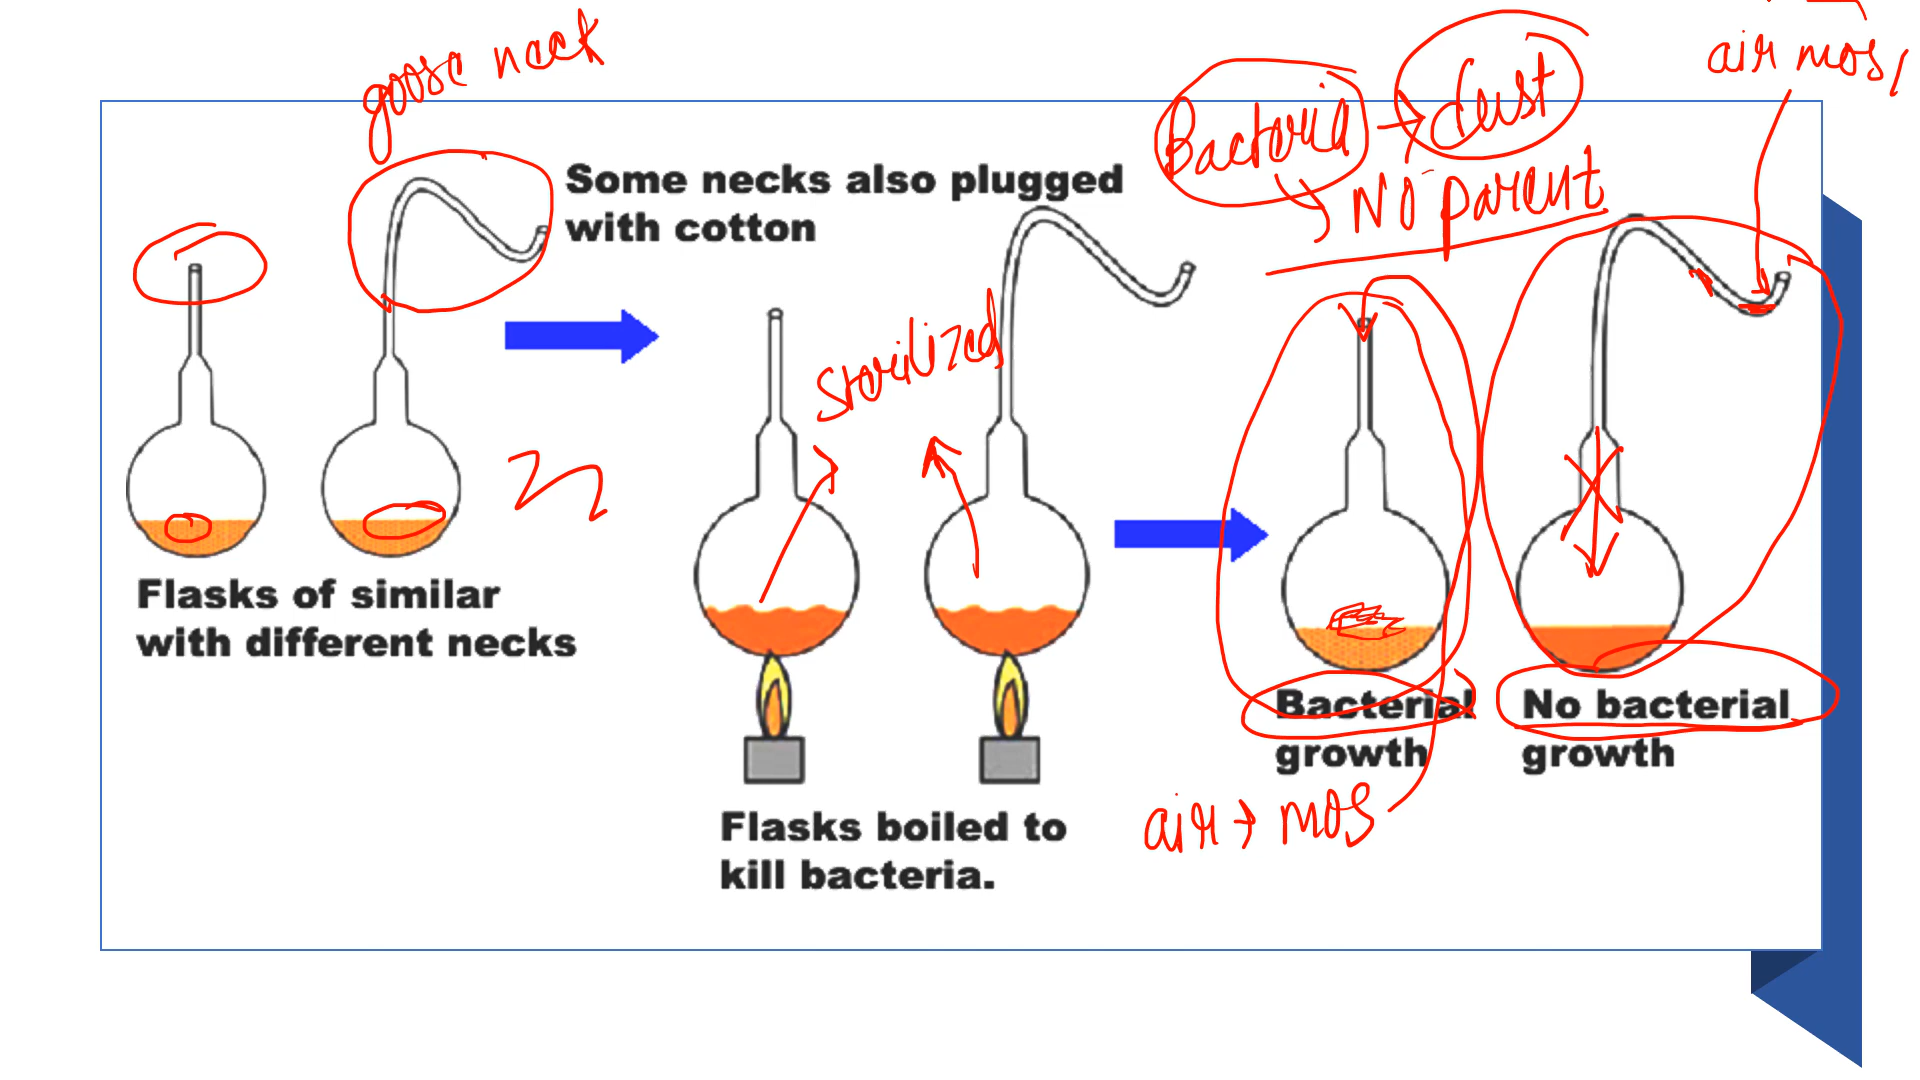 goose neck
air mos,
Bacteria → dust
→ No parent
Some necks also plugged
with cotton
sterilized
Flasks of similar
with different necks
Bacterial
growth
No bacterial
growth
air → mos
Flasks boiled to
kill bacteria.